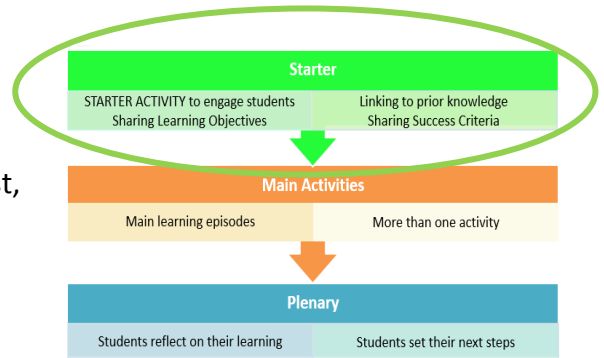 Starter
STARTER ACTIVITY to engage students
Sharing Learning Objectives
Linking to prior knowledge
Sharing Success Criteria
Main Activities
Main learning episodes
More than one activity
Plenary
Students reflect on their learning
Students set their next steps